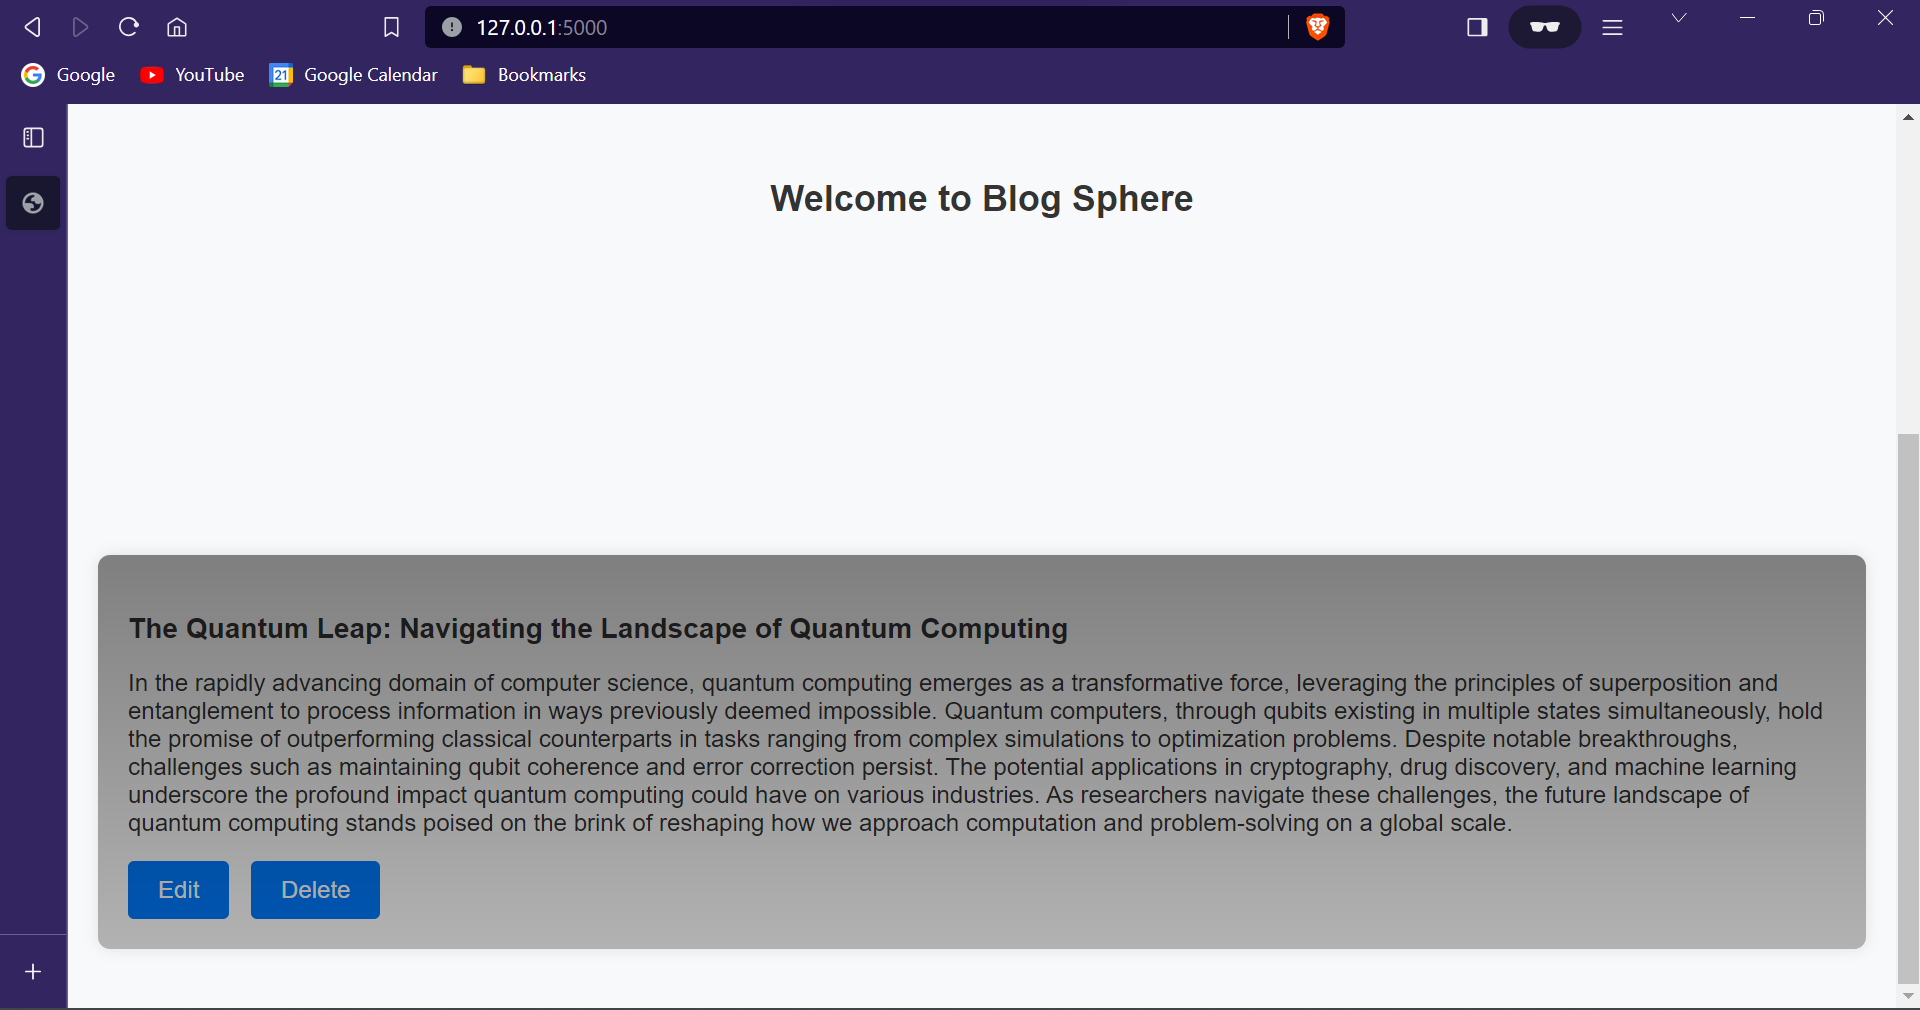 127.0.0.1:5000
Google
YouTube
21
Google Calendar
Bookmarks
Welcome to Blog Sphere
The Quantum Leap: Navigating the Landscape of Quantum Computing
In the rapidly advancing domain of computer science, quantum computing emerges as a transformative force, leveraging the principles of superposition and
entanglement to process information in ways previously deemed impossible. Quantum computers, through qubits existing in multiple states simultaneously, hold
the promise of outperforming classical counterparts in tasks ranging from complex simulations to optimization problems. Despite notable breakthroughs,
challenges such as maintaining qubit coherence and error correction persist. The potential applications in cryptography, drug discovery, and machine learning
underscore the profound impact quantum computing could have on various industries. As researchers navigate these challenges, the future landscape of
quantum computing stands poised on the brink of reshaping how we approach computation and problem-solving on a global scale.
Edit
Delete